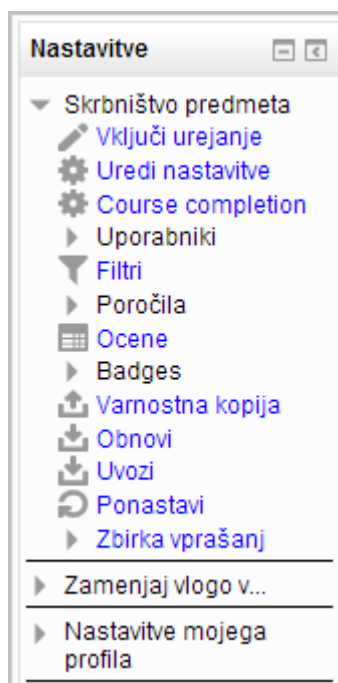 Nastavitve
Skrbništvo predmeta
Vključi urejanje
Uredi nastavitve
Course completion
Uporabniki
Filtri
Poročila
Ocene
Badges
Varnostna kopija
Obnovi
Uvozi
Ponastavi
Zbirka vprašanj
Zamenjaj vlogo v...
Nastavitve mojega
profila